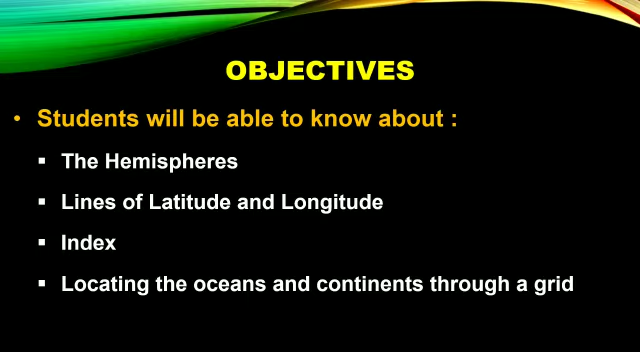 OBJECTIVES
• Students will be able to know about :
▪ The Hemispheres
▪ Lines of Latitude and Longitude
▪ Index
▪ Locating the oceans and continents through a grid